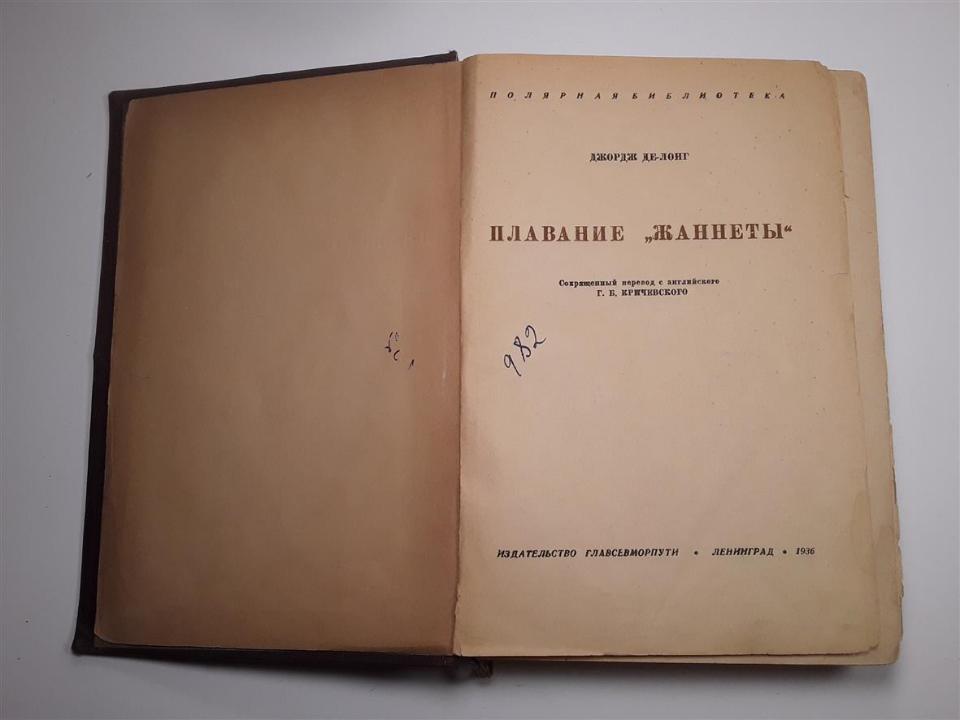 ПОЛЯРНАЯ БИБЛИОТЕКА
ДЖОРДЖ ДЕ-ЛОНГ
ПЛАВАНИЕ „ЖАННЕТЫ“
Сокращенный перевод с английского
Г. Б. КРИЧЕВСКОГО
982
ИЗДАТЕЛЬСТВО ГЛАВСЕВМОРПУТИ • ЛЕНИНГРАД • 1936